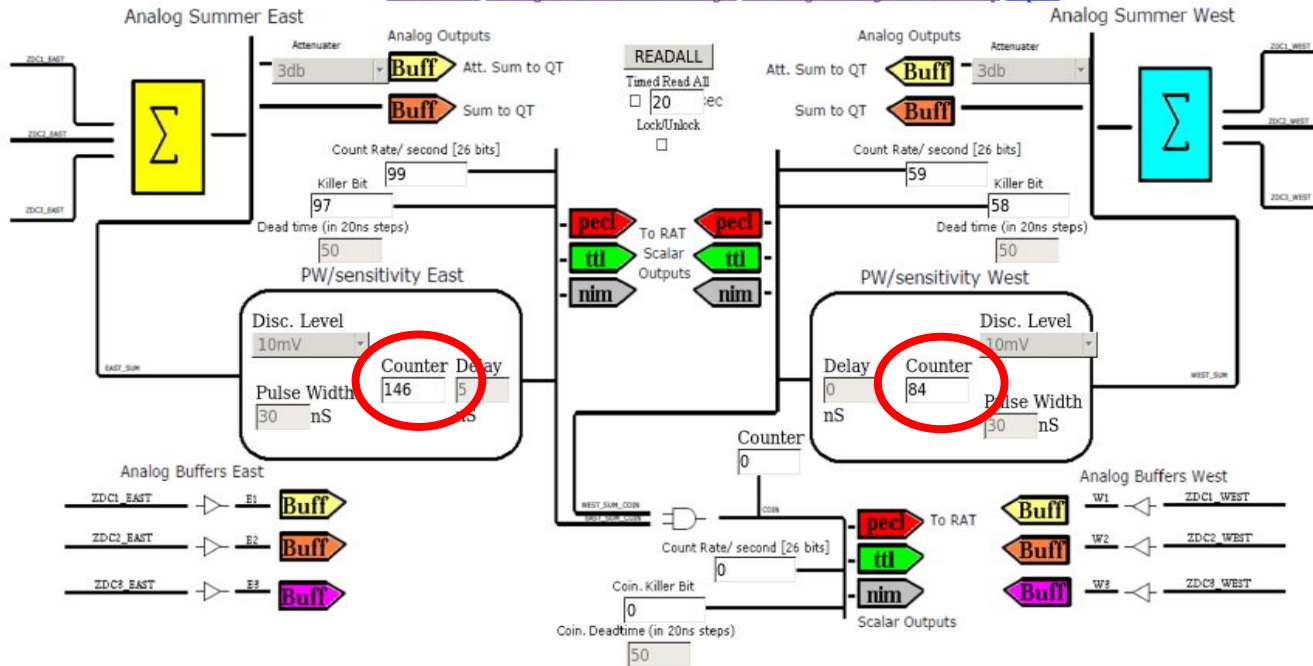 Analog Summer East
Analog Summer West
ZDC1_EAST
ZDC2_EAST
ZDC3_EAST
Σ
Attenuater
3db
Analog Outputs
Buff
Att. Sum to QT
Buff
Sum to QT
READALL
Timed Read All
20
sec
Lock/Unlock
Analog Outputs
Att. Sum to QT
Buff
Sum to QT
Buff
Attenuater
3db
Σ
ZDC1_WEST
ZDC2_WEST
ZDC3_WEST
Count Rate/ second [26 bits]
99
Killer Bit
97
Dead time (in 20ns steps)
50
Count Rate/ second [26 bits]
59
Killer Bit
58
Dead time (in 20ns steps)
50
pecl
ttl
nim
To RAT
Scalar
Outputs
pecl
ttl
nim
PW/sensitivity East
Disc. Level
10mV
Counter
146
Delay
5
nS
Pulse Width
30
nS
EAST_SUM
PW/sensitivity West
Disc. Level
10mV
Delay
0
nS
Counter
84
Pulse Width
30
nS
WEST_SUM
Analog Buffers East
ZDC1_EAST
E1
Buff
ZDC2_EAST
E2
Buff
ZDC3_EAST
E3
Buff
Counter
0
WEST_SUM_COIN
EAST_SUM_COIN
COIN
pecl
To RAT
ttl
nim
Scalar Outputs
Count Rate/ second [26 bits]
0
Coin. Killer Bit
0
Coin. Deadtime (in 20ns steps)
50
Analog Buffers West
Buff
W1
ZDC1_WEST
Buff
W2
ZDC2_WEST
Buff
W3
ZDC3_WEST